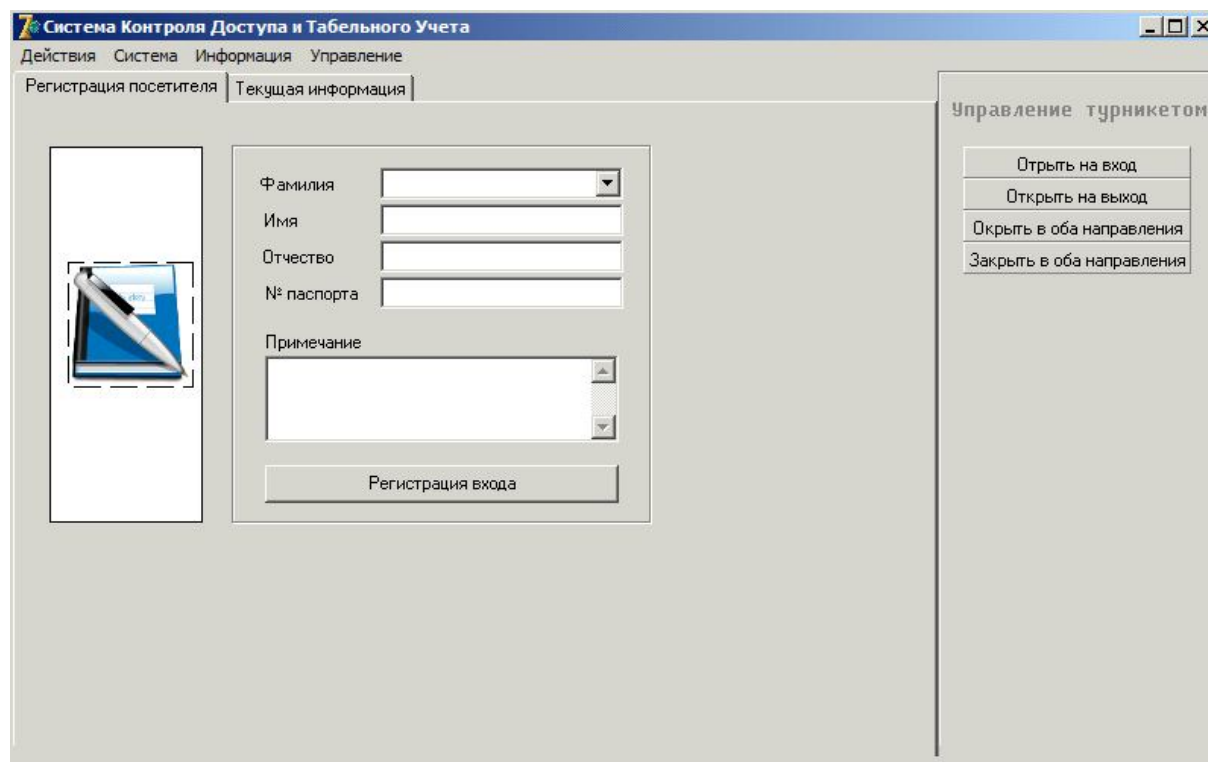 Система Контроля Доступа и Табельного Учета
Действия Система Информация Управление
Регистрация посетителя Текущая информация
Управление турникетом
Отрыть на вход
Открыть на выход
Окрыть в оба направления
Закрыть в оба направления
Фамилия
Имя
Отчество
№ паспорта
Примечание
Регистрация входа